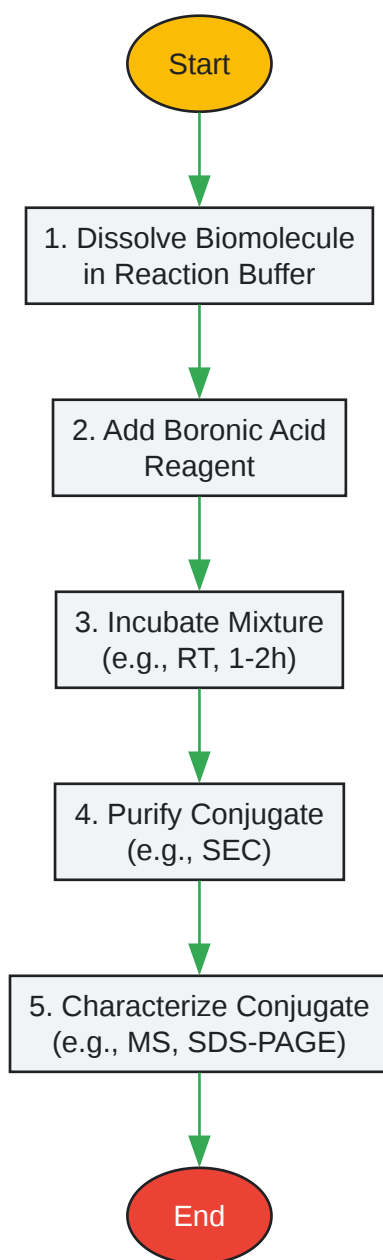 Start
1. Dissolve Biomolecule
in Reaction Buffer
2. Add Boronic Acid
Reagent
3. Incubate Mixture
(e.g., RT, 1-2h)
4. Purify Conjugate
(e.g., SEC)
5. Characterize Conjugate
(e.g., MS, SDS-PAGE)
End